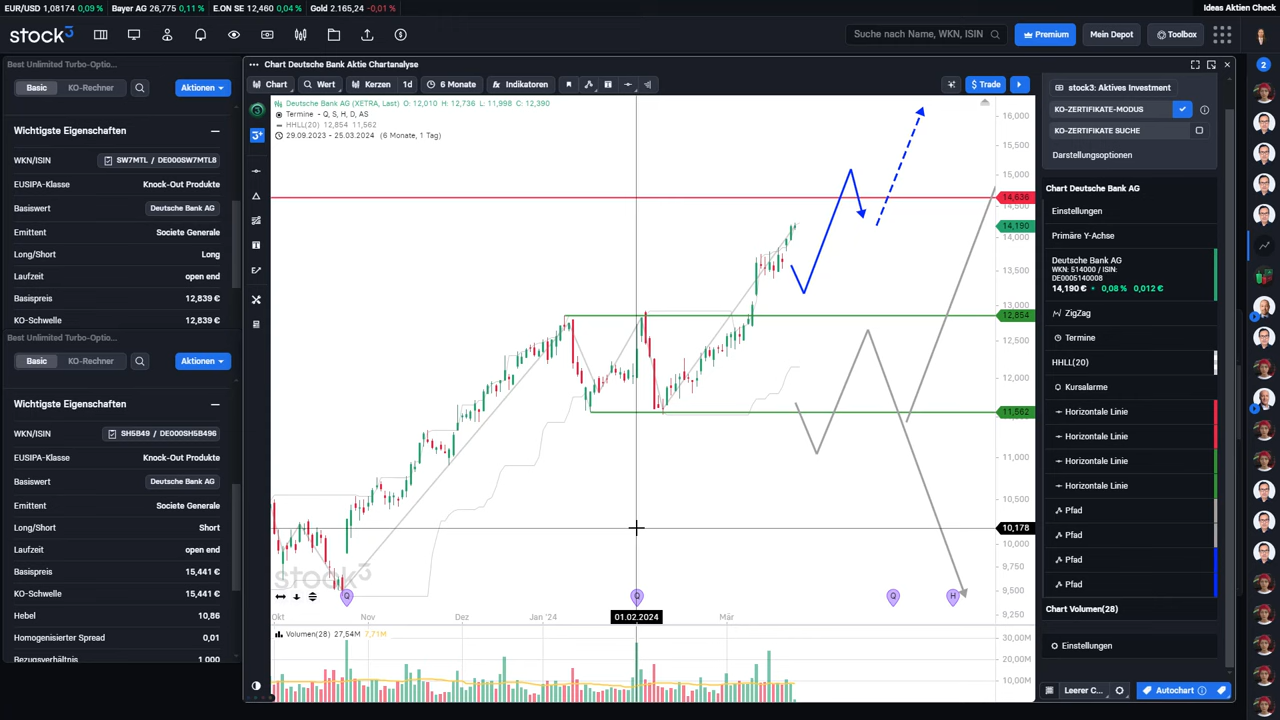 EUR/USD 1,08174 0,09 % Bayer AG 26,775 0,11 % E.ON SE 12,460 0,04 % Gold 2.165,24 -0,01 %
Ideas Aktien Check
stock3
Suche nach Name, WKN, ISIN
Premium
Mein Depot
Toolbox
Best Unlimited Turbo-Optio...
Basic KO-Rechner
Aktionen
Wichtigste Eigenschaften
WKN/ISIN SW7MTL / DE000SW7MTL8
EUSIPA-Klasse Knock-Out Produkte
Basiswert Deutsche Bank AG
Emittent Societe Generale
Long/Short Long
Laufzeit open end
Basispreis 12,839 €
KO-Schwelle 12,839 €
Best Unlimited Turbo-Optio...
Basic KO-Rechner
Aktionen
Wichtigste Eigenschaften
WKN/ISIN SH5B49 / DE000SH5B496
EUSIPA-Klasse Knock-Out Produkte
Basiswert Deutsche Bank AG
Emittent Societe Generale
Long/Short Short
Laufzeit open end
Basispreis 15,441 €
KO-Schwelle 15,441 €
Hebel 10,86
Homogenisierter Spread 0,01
Bezugsverhältnis 1,000
Chart Deutsche Bank Aktie Chartanalyse
Chart Wert Kerzen 1d 6 Monate Indikatoren
Trade
Deutsche Bank AG (XETRA, Last) O: 12,010 H: 12,736 L: 11,998 C: 12,390
Termine - Q, S, H, D, AS
HHLL(20) 12,854 11,562
29.09.2023 - 25.03.2024 (6 Monate, 1 Tag)
16,000
15,500
15,000
14,636
14,500
14,190
14,000
13,500
13,000
12,854
12,500
12,000
11,562
11,000
10,500
10,178
10,000
9,750
9,500
9,250
stock3
Q Q Q H
Okt Nov Dez Jan '24 01.02.2024 Mär
Volumen(28) 27,54M 7,71M
30,00M
20,00M
10,00M
stock3: Aktives Investment
KO-ZERTIFIKATE-MODUS
KO-ZERTIFIKATE SUCHE
Darstellungsoptionen
Chart Deutsche Bank AG
Einstellungen
Primäre Y-Achse
Deutsche Bank AG
WKN: 514000 / ISIN:
DE0005140008
14,190 € 0,08 % 0,012 €
ZigZag
Termine
HHLL(20)
Kursalarme
Horizontale Linie
Horizontale Linie
Horizontale Linie
Horizontale Linie
Pfad
Pfad
Pfad
Pfad
Chart Volumen(28)
Einstellungen
Leerer C...
Autochart
2